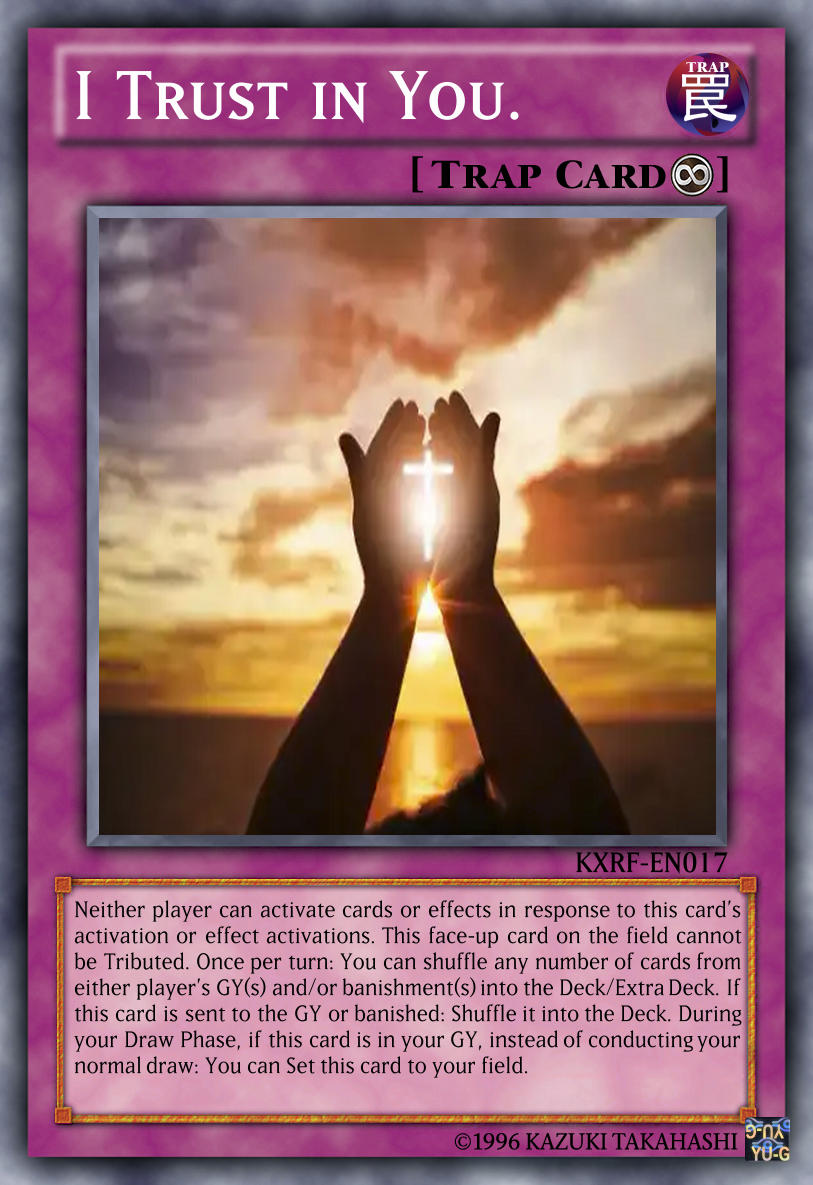 I Trust in You.
TRAP
罠
[Trap Card]
KXRF-EN017
Neither player can activate cards or effects in response to this card's
activation or effect activations. This face-up card on the field cannot
be Tributed. Once per turn: You can shuffle any number of cards from
either player's GY(s) and/or banishment(s) into the Deck/Extra Deck. If
this card is sent to the GY or banished: Shuffle it into the Deck. During
your Draw Phase, if this card is in your GY, instead of conducting your
normal draw: You can Set this card to your field.
©1996 KAZUKI TAKAHASHI
YU-G
YU-G